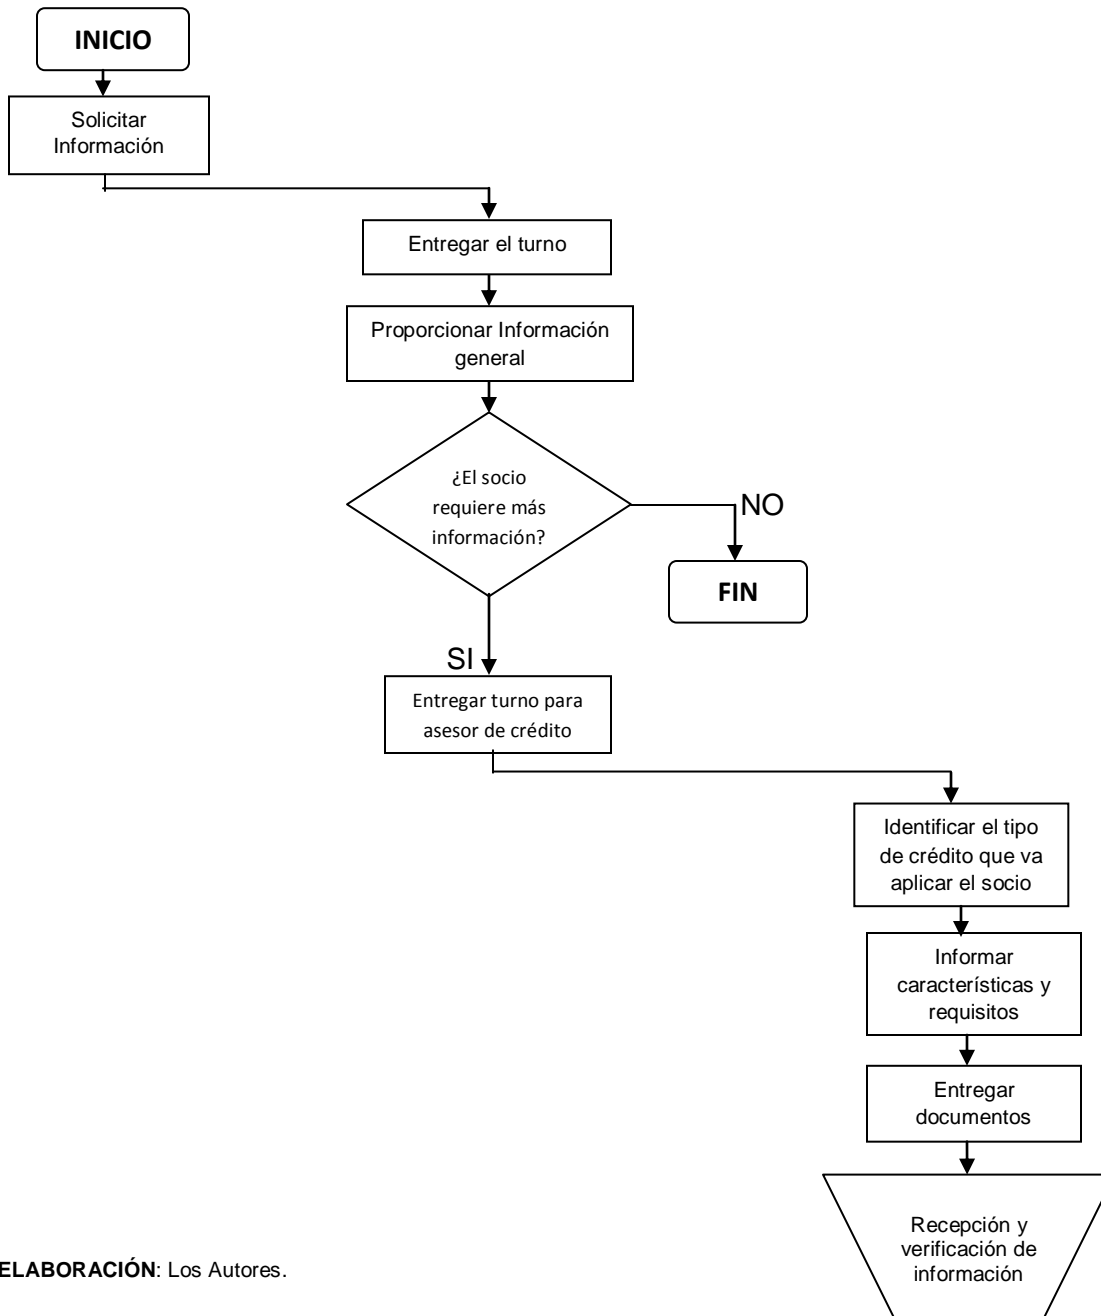 INICIO
Solicitar
Información
Entregar el turno
Proporcionar Información
general
¿El socio
requiere más
información?
NO
FIN
SI
Entregar turno para
asesor de crédito
Identificar el tipo
de crédito que va
aplicar el socio
Informar
características y
requisitos
Entregar
documentos
Recepción y
verificación de
información
ELABORACIÓN: Los Autores.